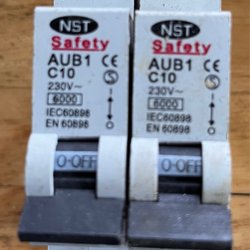 NST
Safety
AUB1 CE
C10 S
230V~
6000
IEC60898
EN 60898
O-OFF
NST
Safety
AUB1 CE
C10 S
230V~
6000
IEC60898
EN 60898
O-OFF